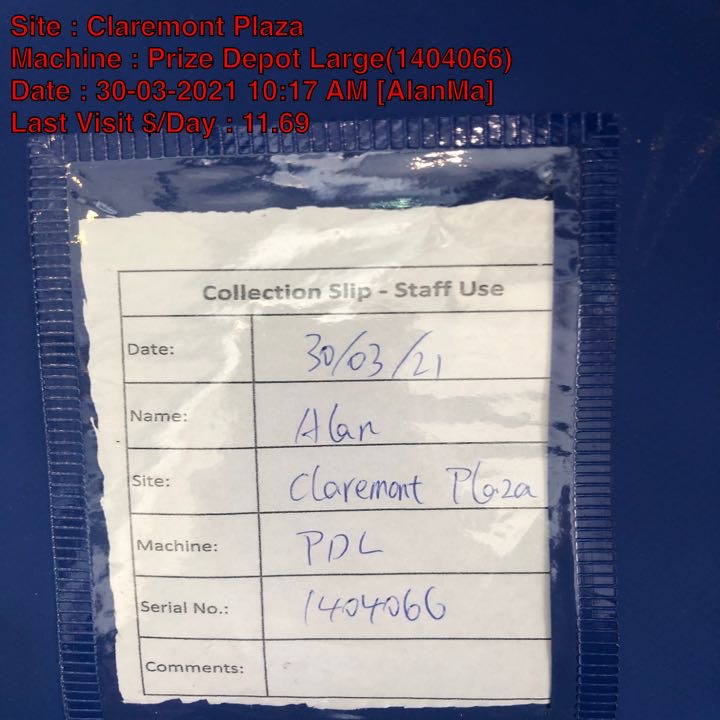 Site : Claremont Plaza
Machine : Prize Depot Large(1404066)
Date : 30-03-2021 10:17 AM [AlanMa]
Last Visit $/Day : 11.69
Collection Slip - Staff Use
Date: 30/03/21
Name: Alan
Site: Claremont Plaza
Machine: PDL
Serial No.: 1404066
Comments: